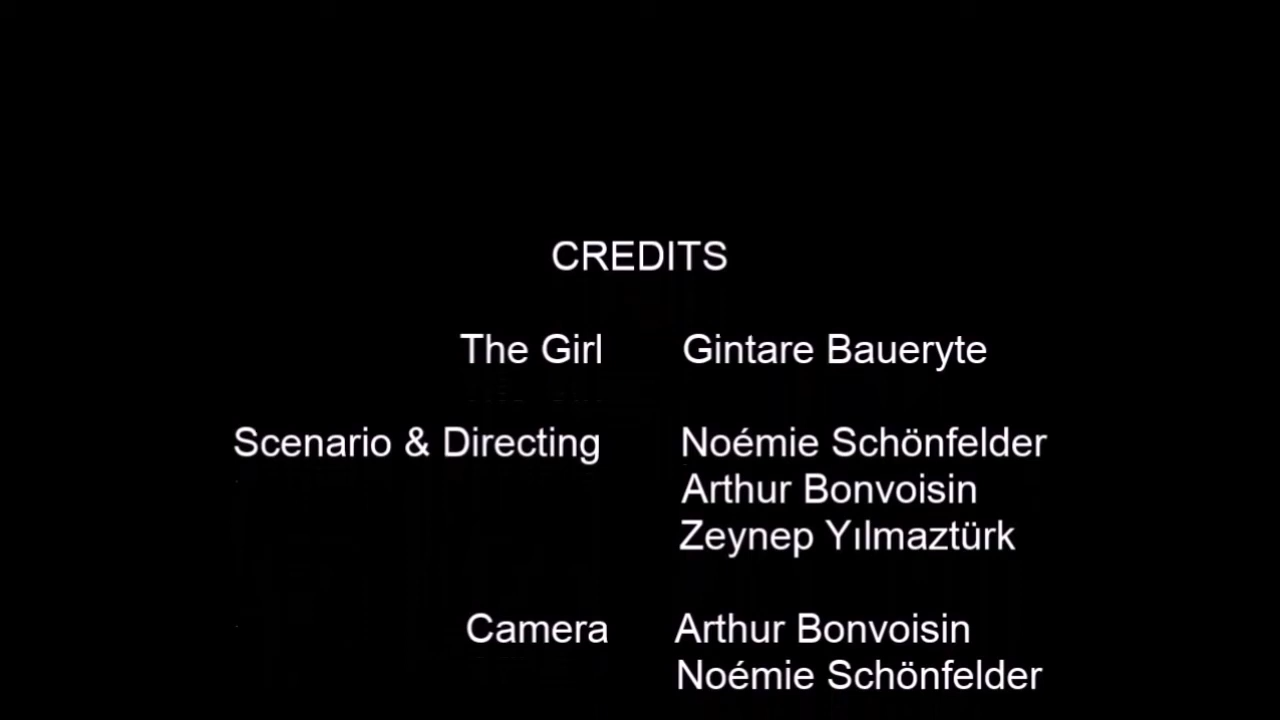 CREDITS
The Girl Gintare Baueryte
Scenario & Directing Noémie Schönfelder
Arthur Bonvoisin
Zeynep Yılmaztürk
Camera Arthur Bonvoisin
Noémie Schönfelder